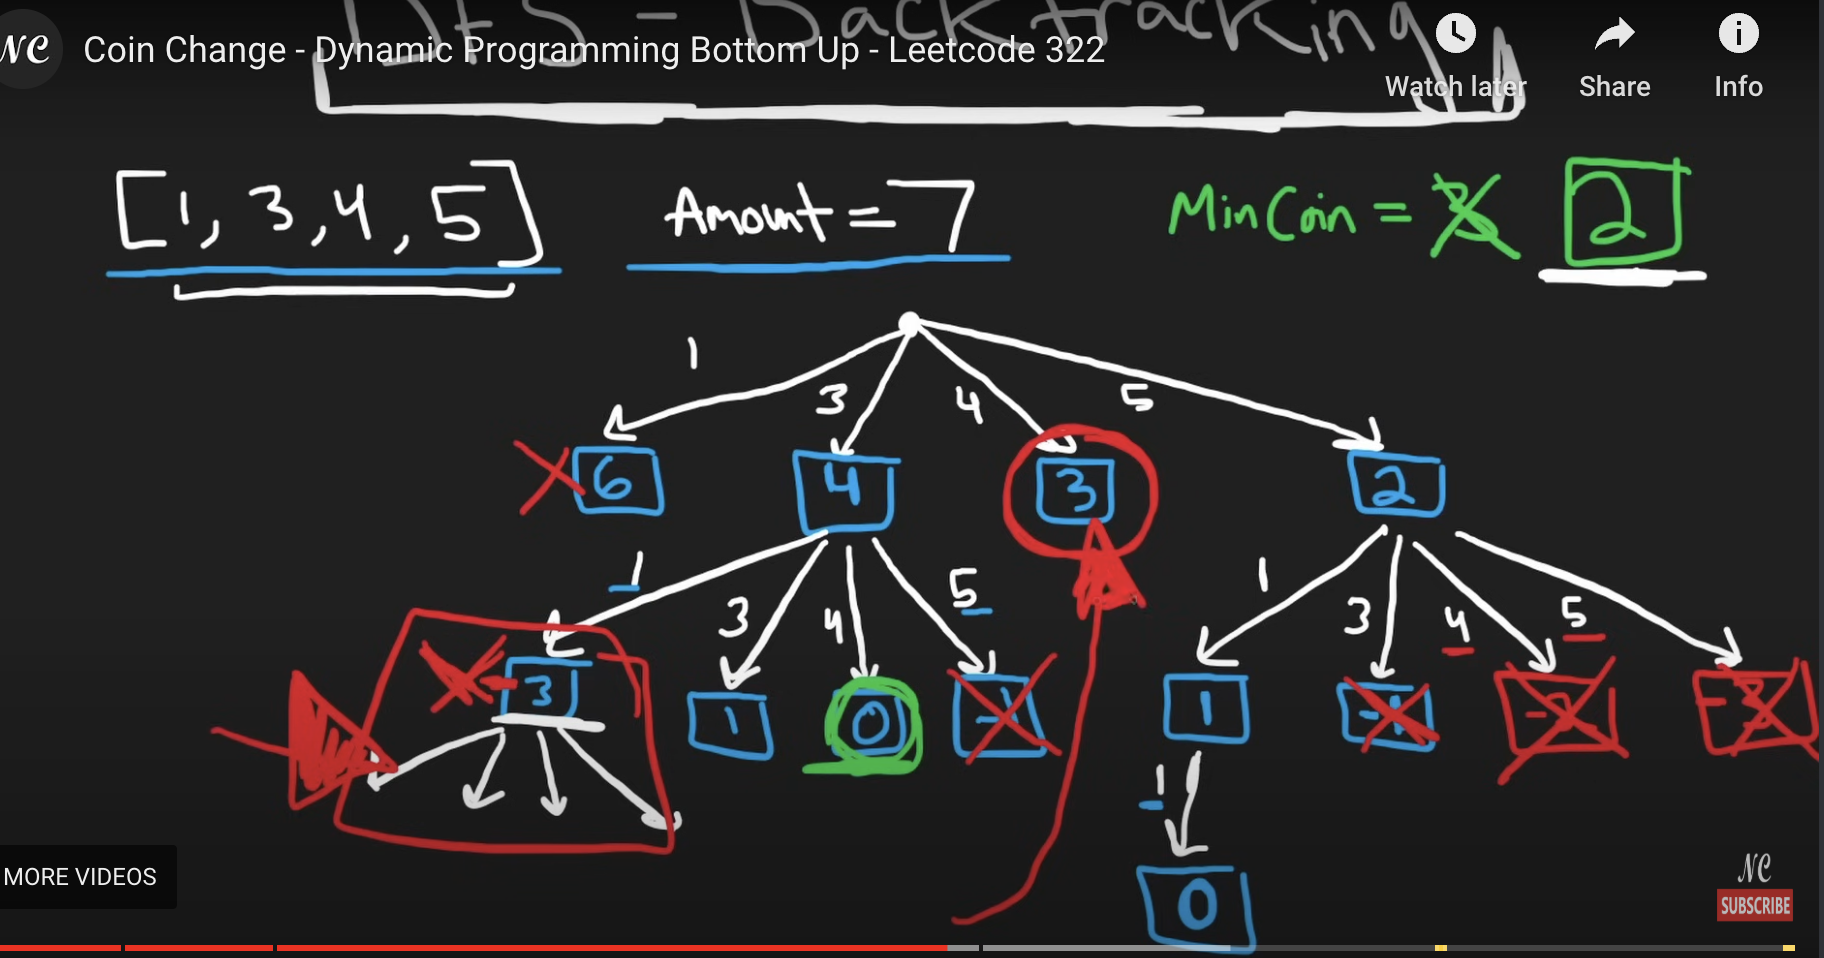 DFS - Backtracking
NC Coin Change - Dynamic Programming Bottom Up - Leetcode 322
Watch later Share Info
[1, 3, 4, 5] Amount = 7 MinCoin = 3 2
1 3 4 5
6 4 3 2
1 3 4 5 1 3 4 5
3 1 0 -1 1 -1 -2 -3
-1
0
MORE VIDEOS
NC
SUBSCRIBE